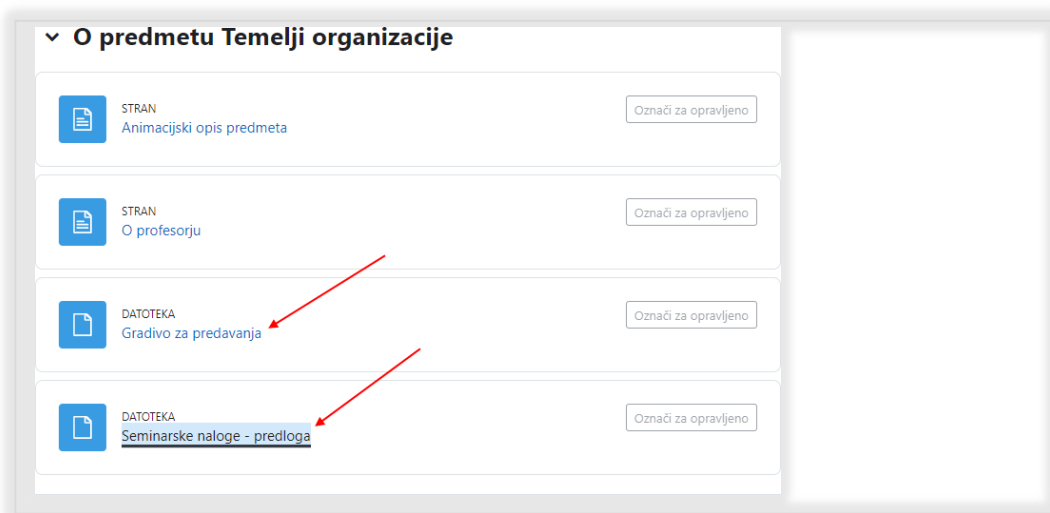 O predmetu Temelji organizacije
STRAN
Animacijski opis predmeta
Označi za opravljeno
STRAN
O profesorju
Označi za opravljeno
DATOTEKA
Gradivo za predavanja
Označi za opravljeno
DATOTEKA
Seminarske naloge - predloga
Označi za opravljeno